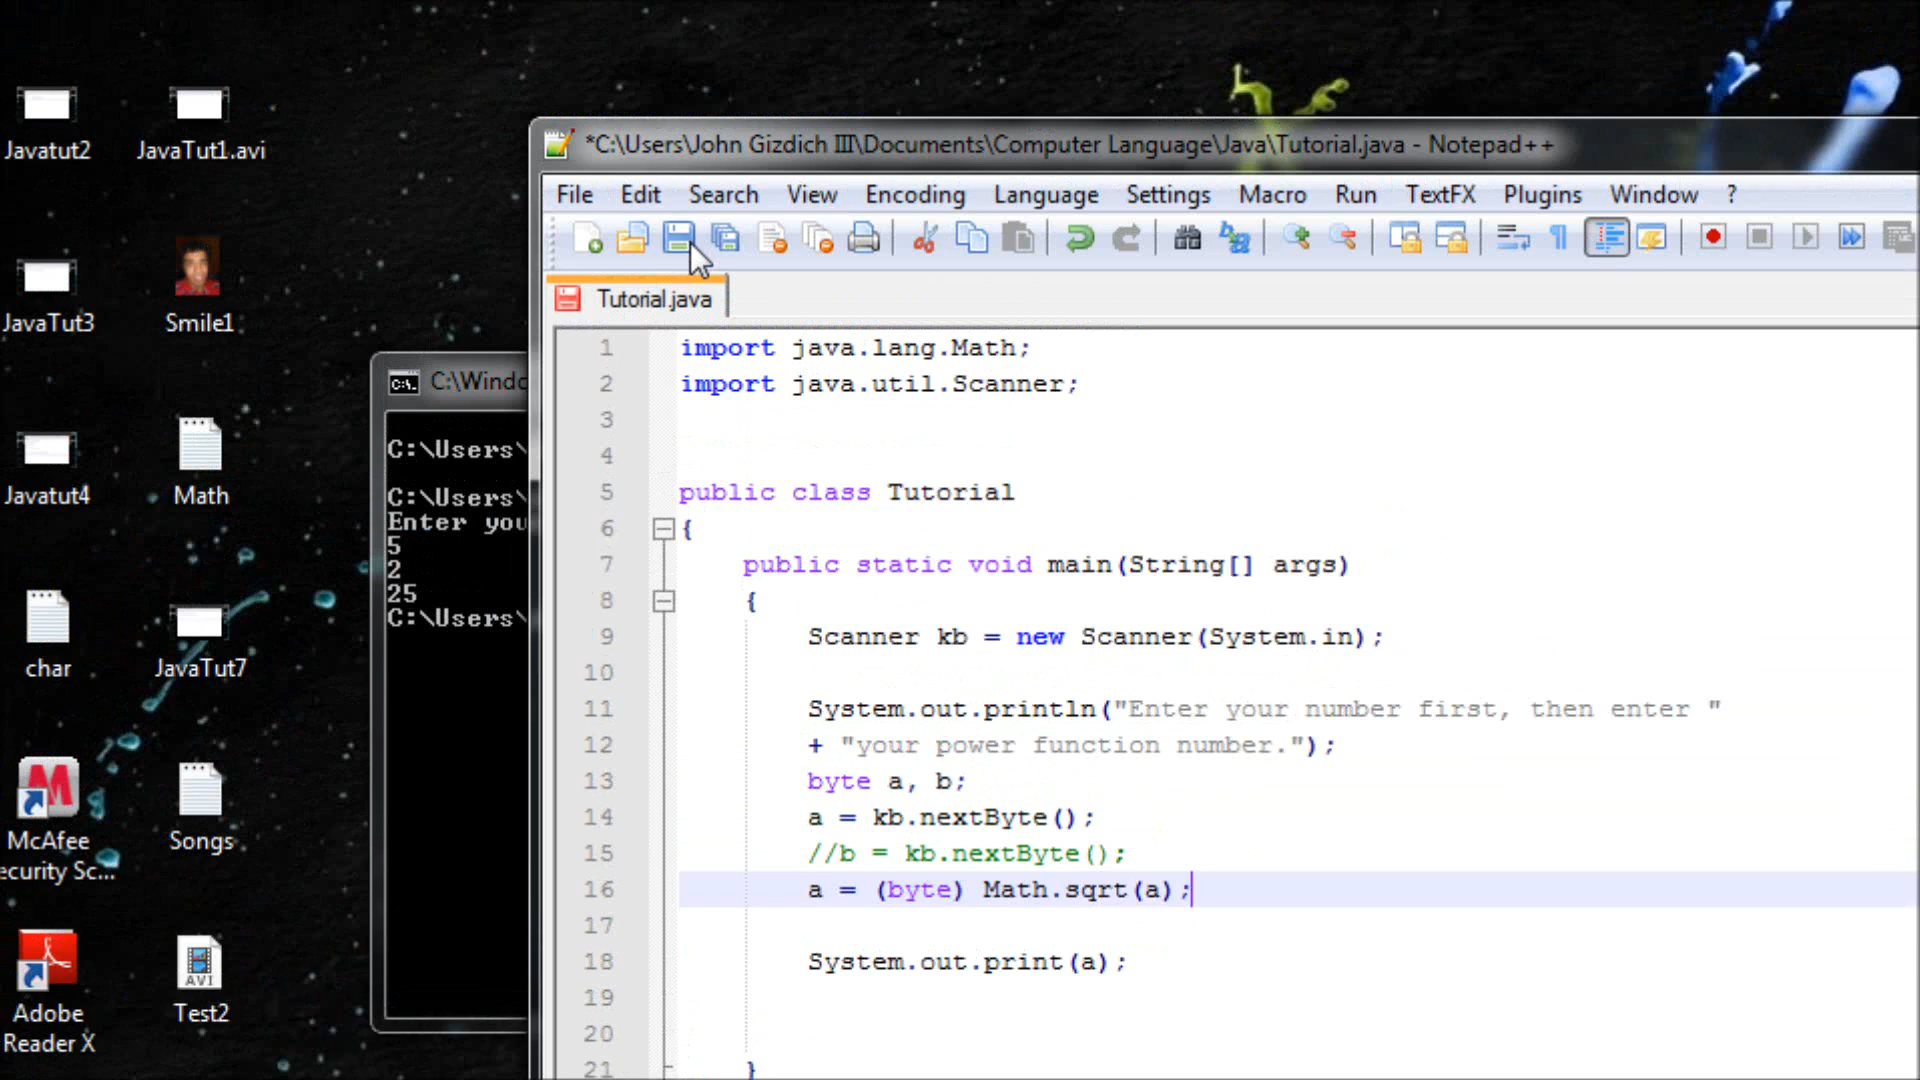 Javatut2
JavaTut1.avi
JavaTut3
Smile1
Javatut4
Math
char
JavaTut7
McAfee
ecurity Sc...
Songs
Adobe
Reader X
AVI
Test2
C:\Windo
C:\Users\
C:\Users\
Enter you
5
2
25
C:\Users\
*C:\Users\John Gizdich III\Documents\Computer Language\Java\Tutorial.java - Notepad++
File Edit Search View Encoding Language Settings Macro Run TextFX Plugins Window ?
Tutorial.java
1 import java.lang.Math;
2 import java.util.Scanner;
3
4
5 public class Tutorial
6 {
7 public static void main(String[] args)
8 {
9 Scanner kb = new Scanner(System.in);
10
11 System.out.println("Enter your number first, then enter "
12 + "your power function number.");
13 byte a, b;
14 a = kb.nextByte();
15 //b = kb.nextByte();
16 a = (byte) Math.sqrt(a);
17
18 System.out.print(a);
19
20
21 }